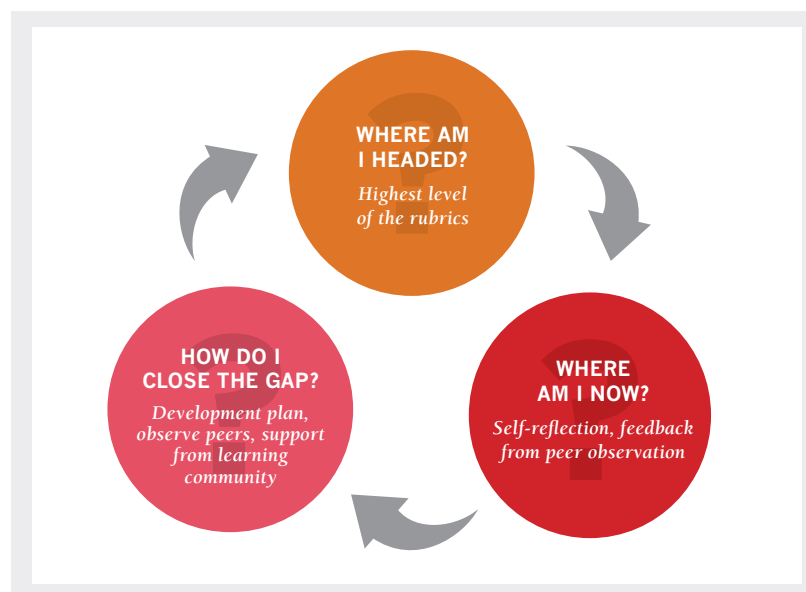 WHERE AM
I HEADED?
Highest level
of the rubrics
WHERE
AM I NOW?
Self-reflection, feedback
from peer observation
HOW DO I
CLOSE THE GAP?
Development plan,
observe peers, support
from learning
community